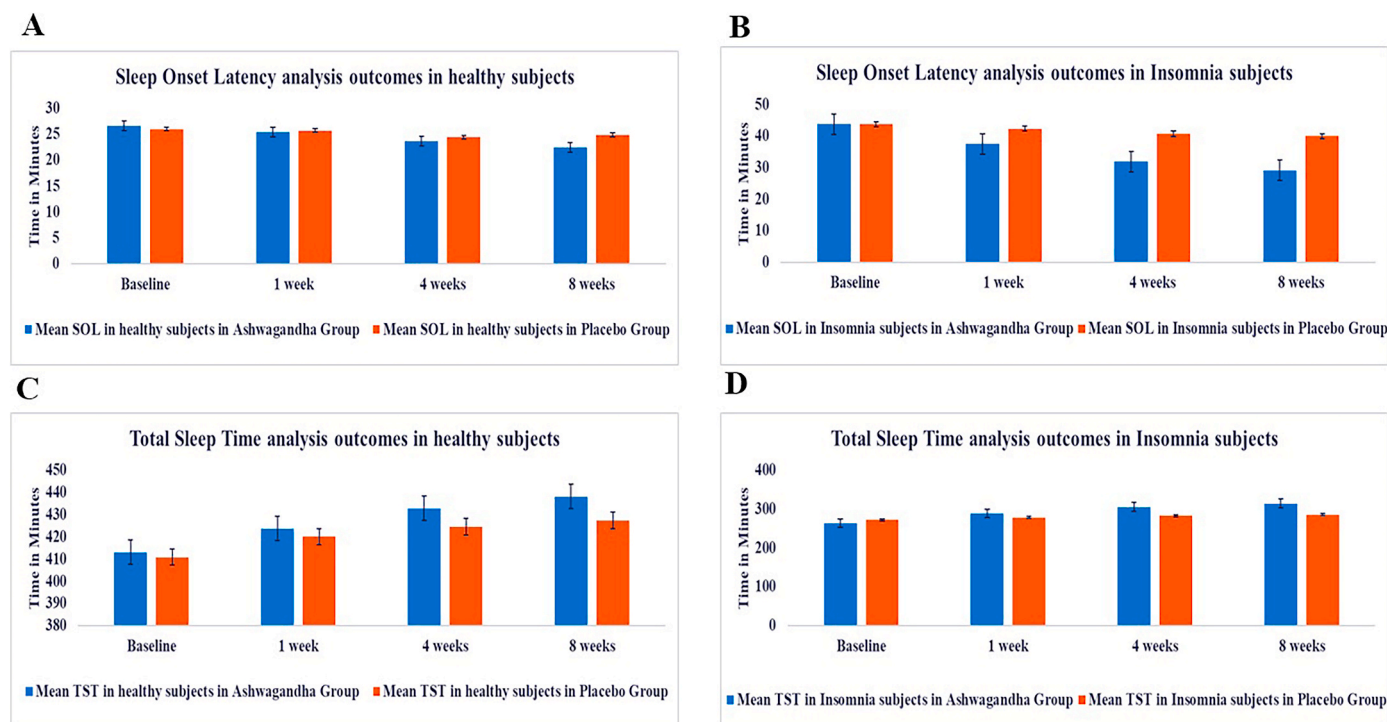 A
Sleep Onset Latency analysis outcomes in healthy subjects
Time in Minutes
30
25
20
15
10
5
0
Baseline 1 week 4 weeks 8 weeks
Mean SOL in healthy subjects in Ashwagandha Group Mean SOL in healthy subjects in Placebo Group
B
Sleep Onset Latency analysis outcomes in Insomnia subjects
Time in Minutes
50
40
30
20
10
0
Baseline 1 week 4 weeks 8 weeks
Mean SOL in Insomnia subjects in Ashwagandha Group Mean SOL in Insomnia subjects in Placebo Group
C
Total Sleep Time analysis outcomes in healthy subjects
Time in Minutes
450
440
430
420
410
400
390
380
Baseline 1 week 4 weeks 8 weeks
Mean TST in healthy subjects in Ashwagandha Group Mean TST in healthy subjects in Placebo Group
D
Total Sleep Time analysis outcomes in Insomnia subjects
Time in Minutes
400
300
200
100
0
Baseline 1 week 4 weeks 8 weeks
Mean TST in Insomnia subjects in Ashwagandha Group Mean TST in Insomnia subjects in Placebo Group